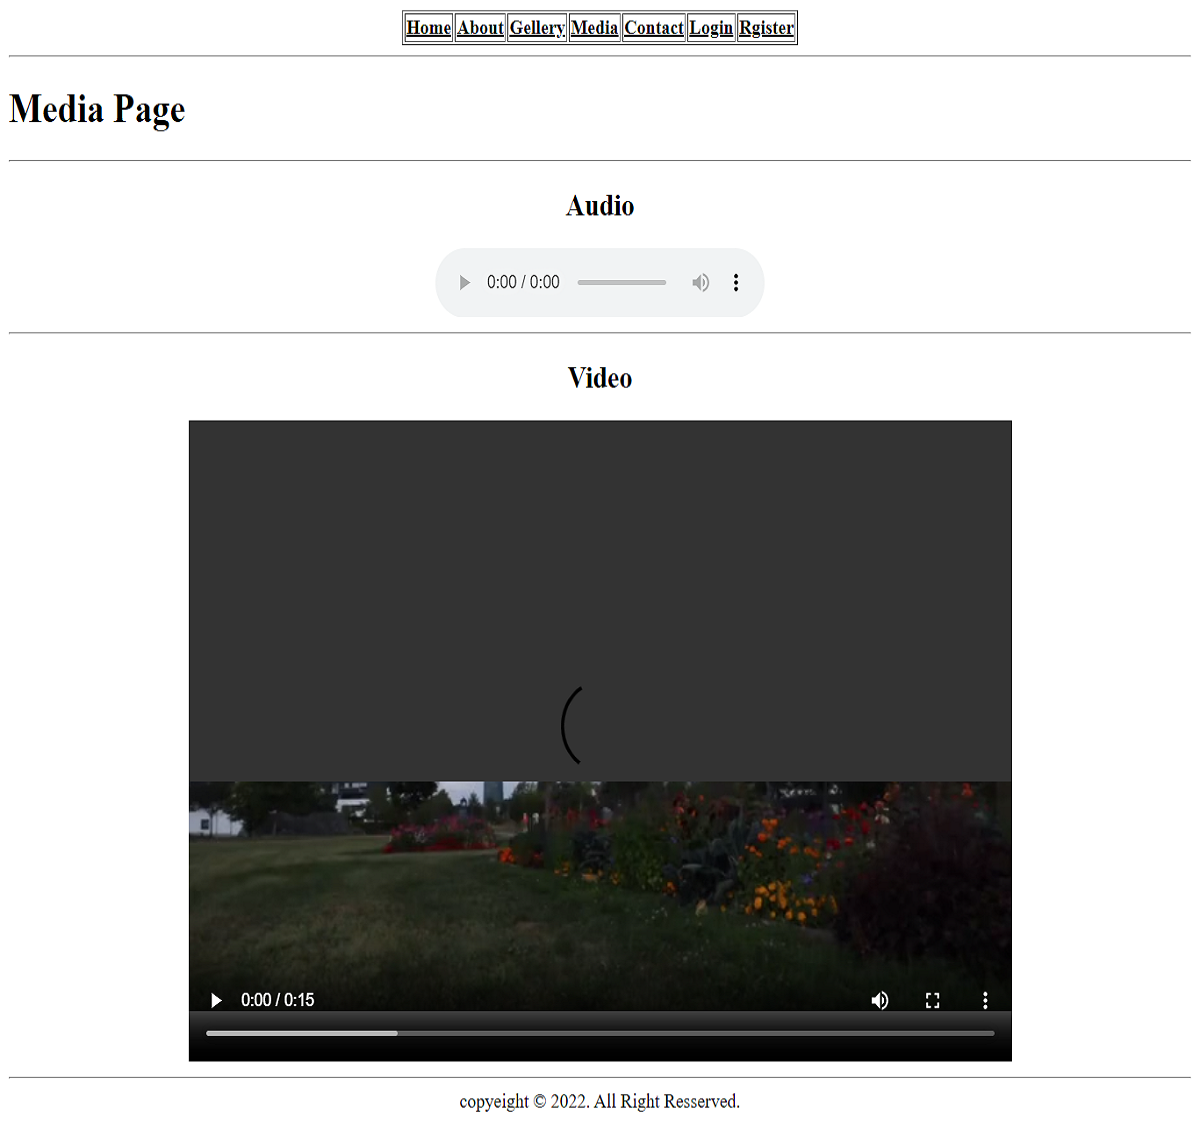 Home About Gellery Media Contact Login Rgister
Media Page
Audio
0:00 / 0:00
Video
0:00 / 0:15
copyeight © 2022. All Right Resserved.